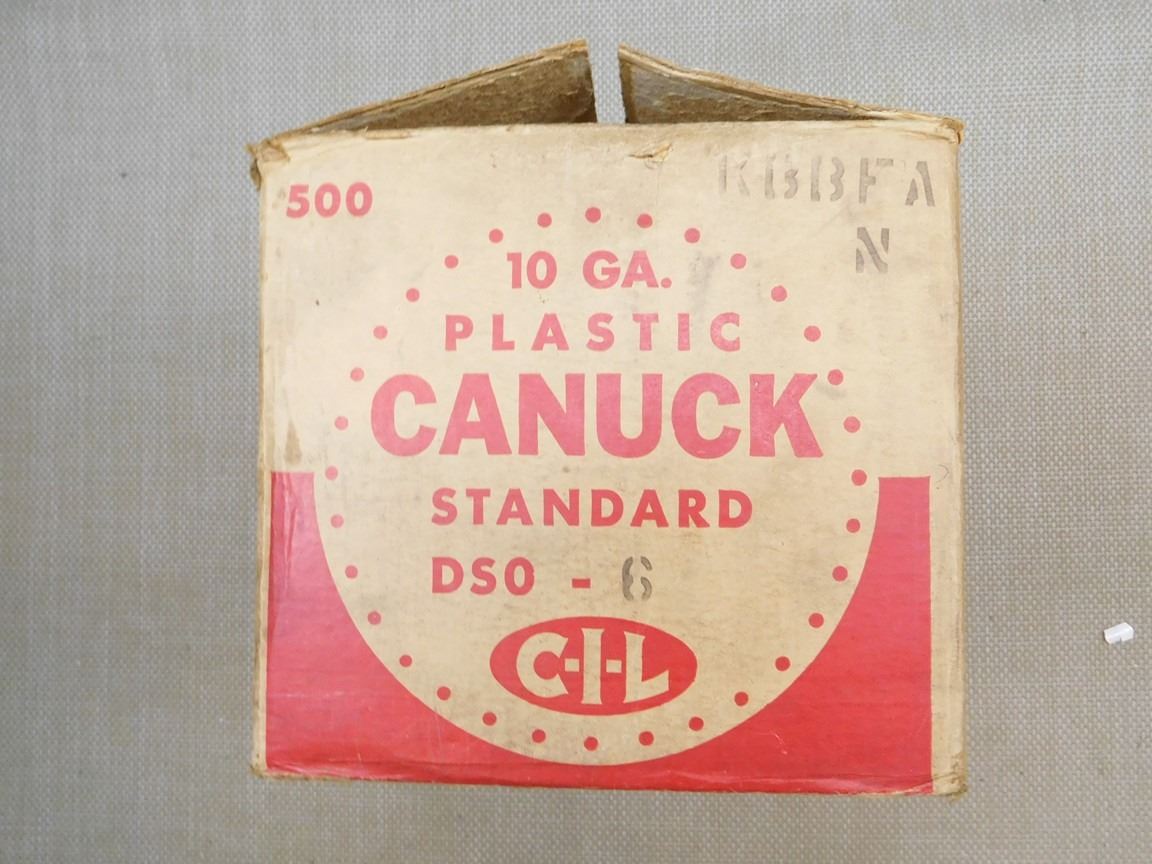 500
KBBFA
N
10 GA.
PLASTIC
CANUCK
STANDARD
DSO - 6
C-I-L